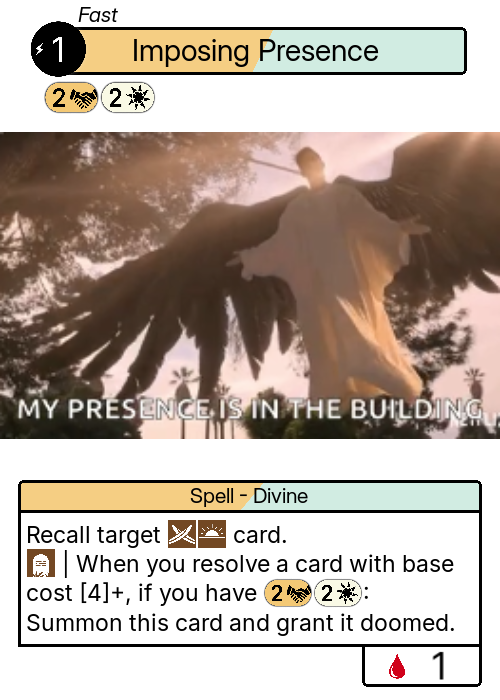 Fast
1 Imposing Presence
2 2
MY PRESENCE IS IN THE BUILDING
Spell - Divine
Recall target card.
| When you resolve a card with base
cost [4]+, if you have 2 2 :
Summon this card and grant it doomed.
1